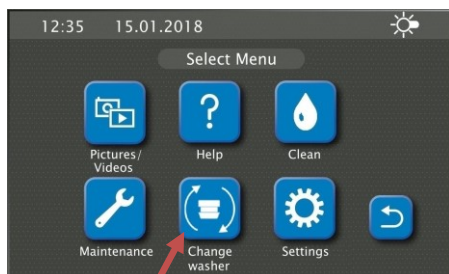 12:35 15.01.2018
Select Menu
Pictures/
Videos
Help
Clean
Maintenance
Change
washer
Settings